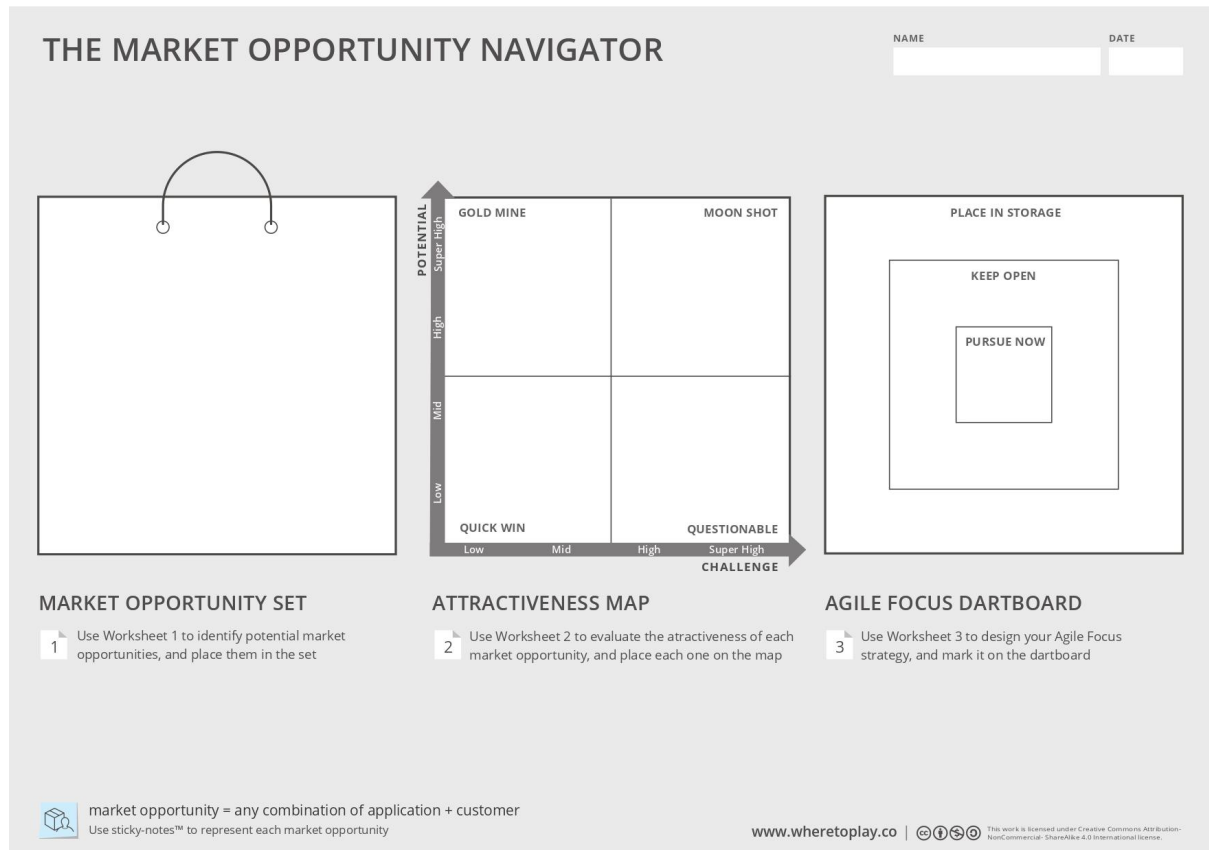 THE MARKET OPPORTUNITY NAVIGATOR
NAME
DATE
POTENTIAL
Super High
High
Mid
Low
GOLD MINE
MOON SHOT
QUICK WIN
QUESTIONABLE
Low
Mid
High
Super High
CHALLENGE
PLACE IN STORAGE
KEEP OPEN
PURSUE NOW
MARKET OPPORTUNITY SET
1
Use Worksheet 1 to identify potential market
opportunities, and place them in the set
ATTRACTIVENESS MAP
2
Use Worksheet 2 to evaluate the atractiveness of each
market opportunity, and place each one on the map
AGILE FOCUS DARTBOARD
3
Use Worksheet 3 to design your Agile Focus
strategy, and mark it on the dartboard
market opportunity = any combination of application + customer
Use sticky-notes™ to represent each market opportunity
www.wheretoplay.co |
cc
This work is licensed under Creative Commons Attribution-
NonCommercial- ShareAlike 4.0 International license.